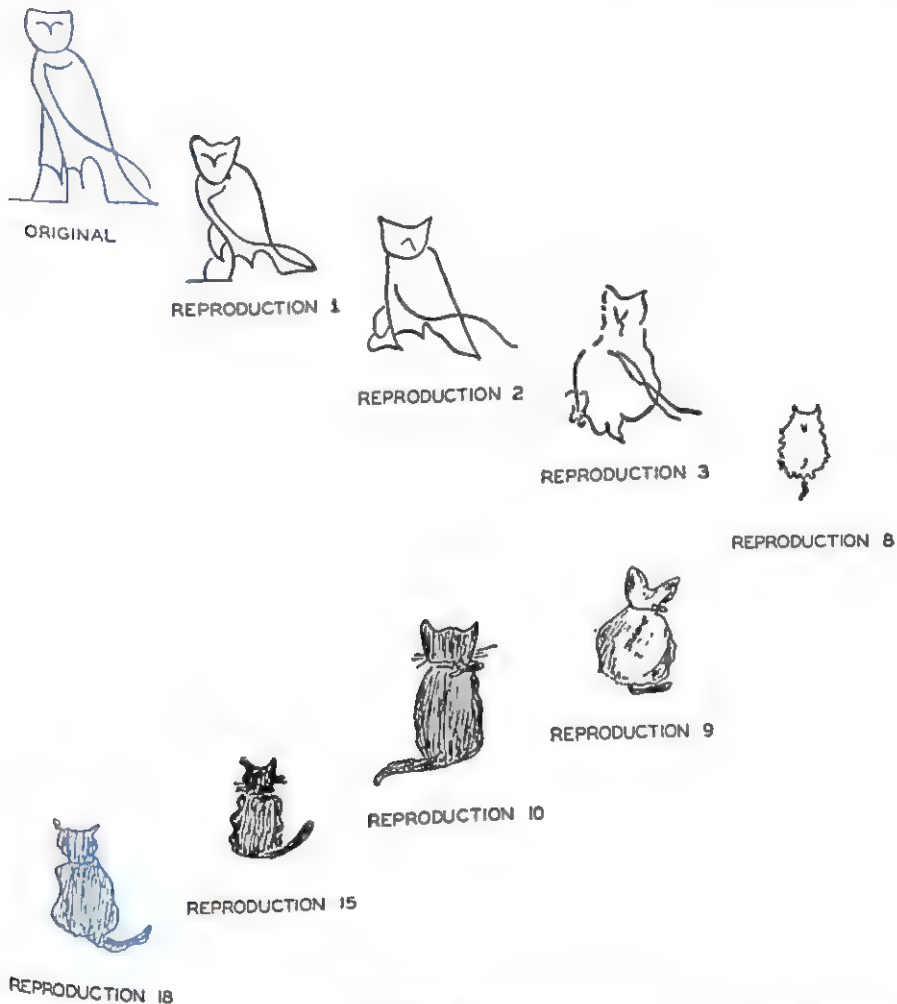 ORIGINAL
REPRODUCTION 1
REPRODUCTION 2
REPRODUCTION 3
REPRODUCTION 8
REPRODUCTION 9
REPRODUCTION 10
REPRODUCTION 15
REPRODUCTION 18